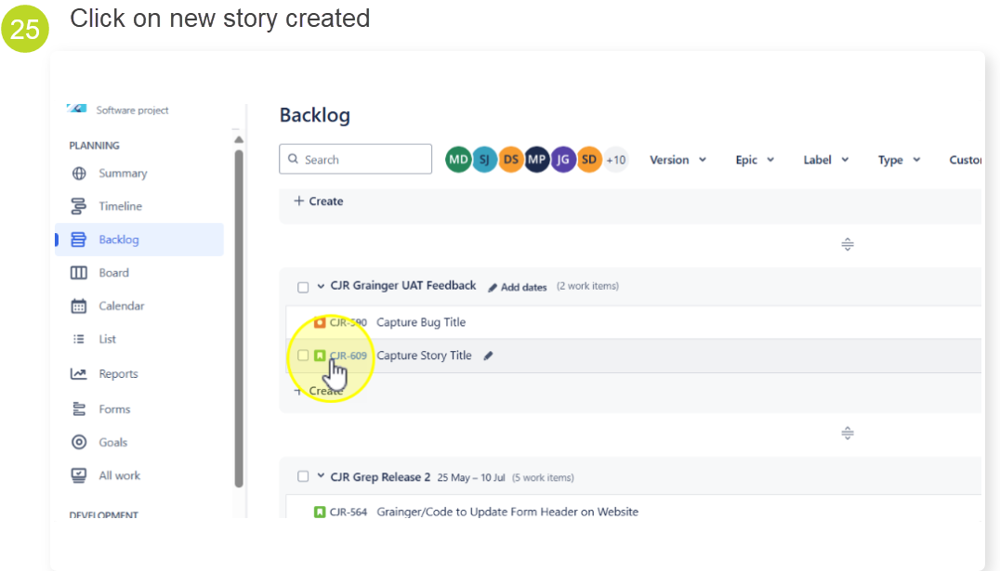 25 Click on new story created
Software project
PLANNING
Summary
Timeline
Backlog
Board
Calendar
List
Reports
Forms
Goals
All work
DEVELOPMENT
Backlog
Search MD SJ DS MP JG SD +10 Version Epic Label Type Custo
+ Create
CJR Grainger UAT Feedback Add dates (2 work items)
CJR-590 Capture Bug Title
CJR-609 Capture Story Title
+ Create
CJR Grep Release 2 25 May – 10 Jul (5 work items)
CJR-564 Grainger/Code to Update Form Header on Website